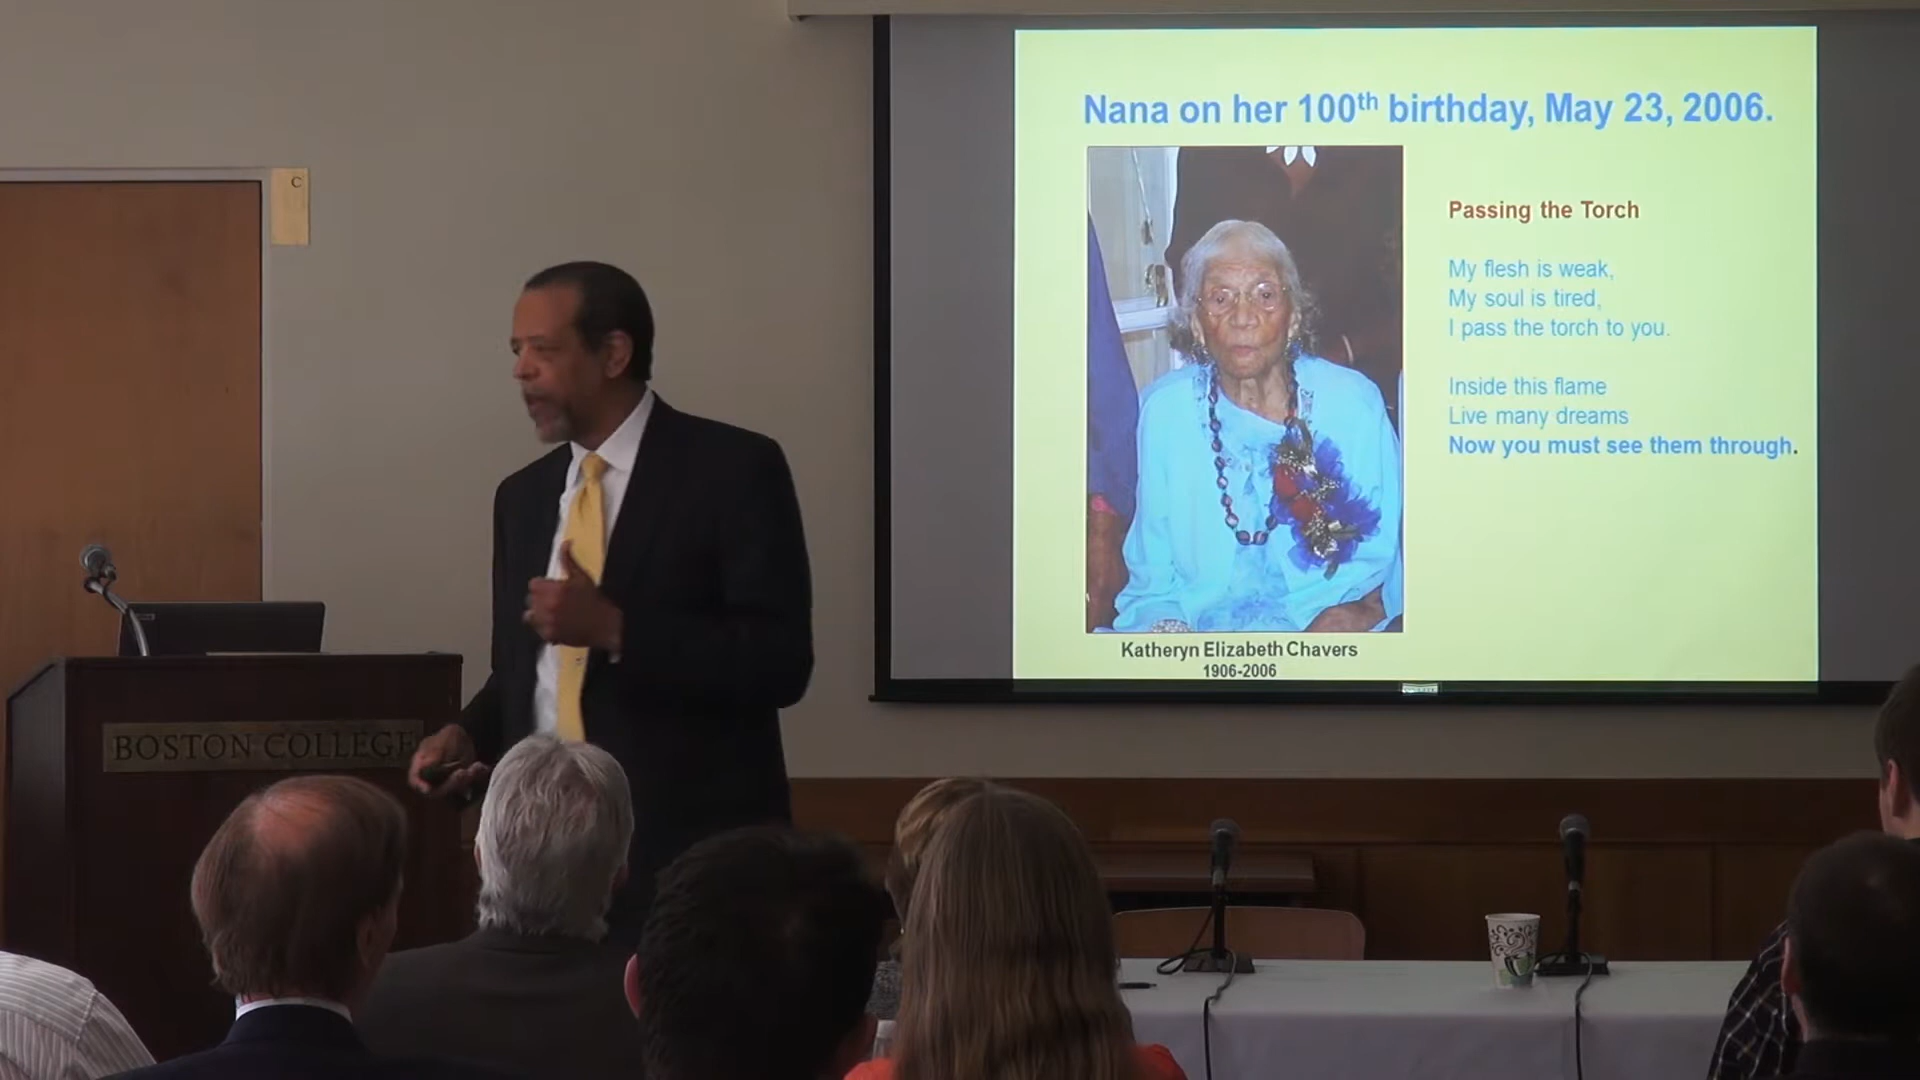 Nana on her 100th birthday, May 23, 2006.
Passing the Torch
My flesh is weak,
My soul is tired,
I pass the torch to you.
Inside this flame
Live many dreams
Now you must see them through.
Katheryn Elizabeth Chavers
1906-2006
C
BOSTON COLLEGE